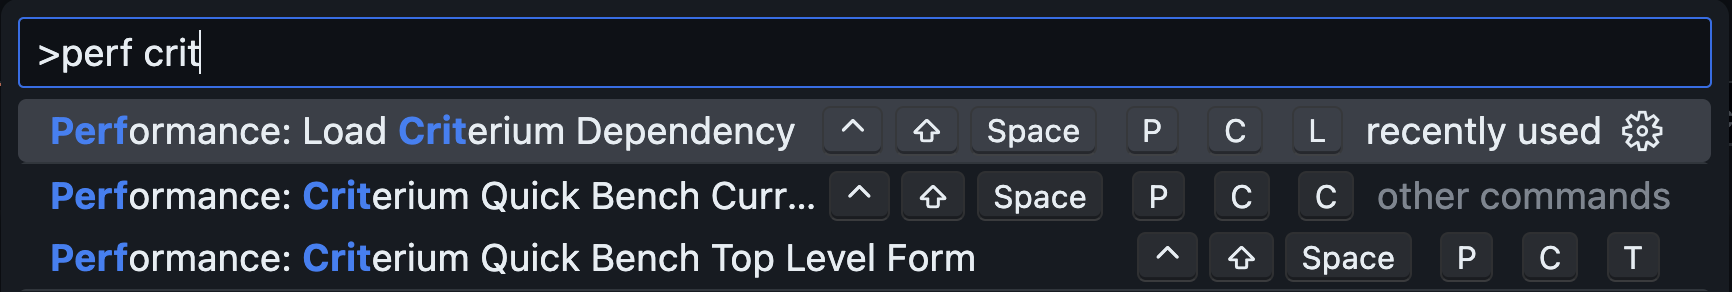 >perf crit
Performance: Load Criterium Dependency ^ ⇧ Space P C L recently used
Performance: Criterium Quick Bench Curr... ^ ⇧ Space P C C other commands
Performance: Criterium Quick Bench Top Level Form ^ ⇧ Space P C T